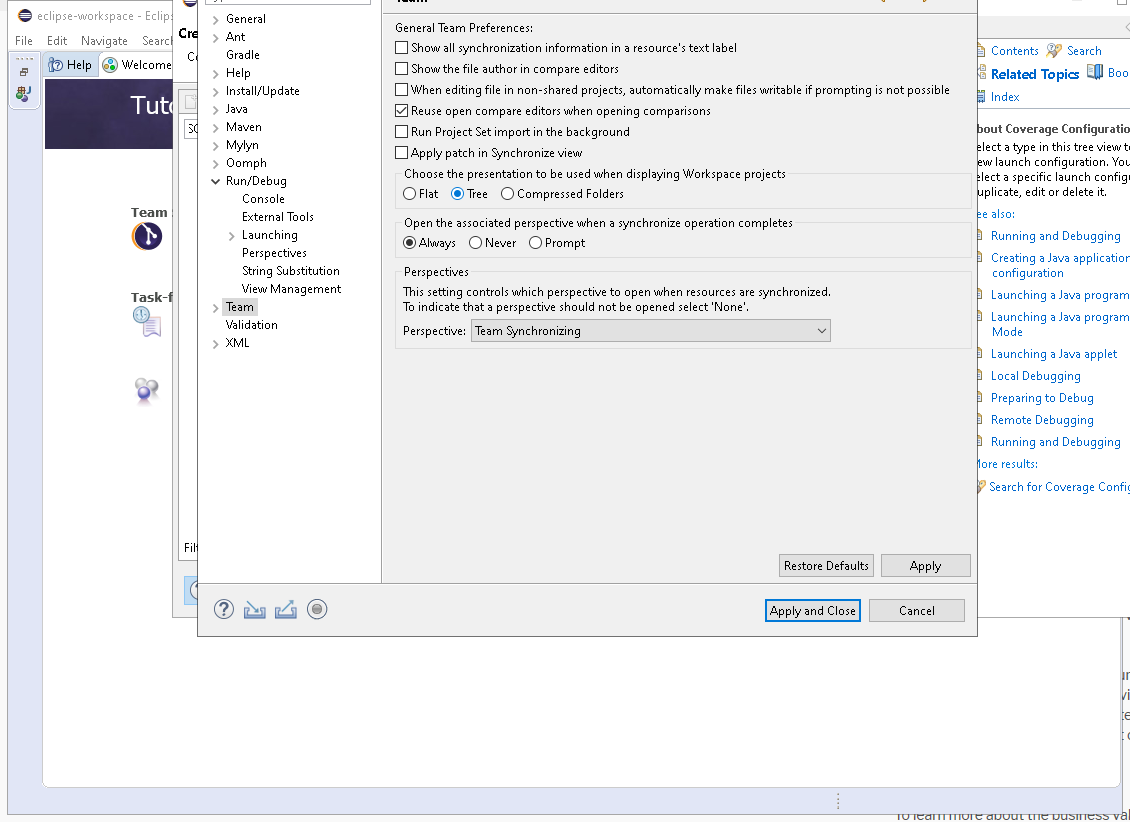 eclipse-workspace - Eclips
File Edit Navigate Search
Help
Welcome
Tuto
Team
Task-f
Cre
General
Ant
Gradle
Help
Install/Update
Java
Maven
Mylyn
Oomph
Run/Debug
Console
External Tools
Launching
Perspectives
String Substitution
View Management
Team
Validation
XML
Filt
Team
General Team Preferences:
Show all synchronization information in a resource's text label
Show the file author in compare editors
When editing file in non-shared projects, automatically make files writable if prompting is not possible
Reuse open compare editors when opening comparisons
Run Project Set import in the background
Apply patch in Synchronize view
Choose the presentation to be used when displaying Workspace projects
Flat Tree Compressed Folders
Open the associated perspective when a synchronize operation completes
Always Never Prompt
Perspectives
This setting controls which perspective to open when resources are synchronized.
To indicate that a perspective should not be opened select 'None'.
Perspective: Team Synchronizing
Restore Defaults Apply
Apply and Close Cancel
Contents Search
Related Topics Boo
Index
bout Coverage Configuratio
elect a type in this tree view to
ew launch configuration. You
elect a specific launch configu
uplicate, edit or delete it.
ee also:
Running and Debugging
Creating a Java application
configuration
Launching a Java program
Launching a Java program
Mode
Launching a Java applet
Local Debugging
Preparing to Debug
Remote Debugging
Running and Debugging
More results:
Search for Coverage Config
To learn more about the business val